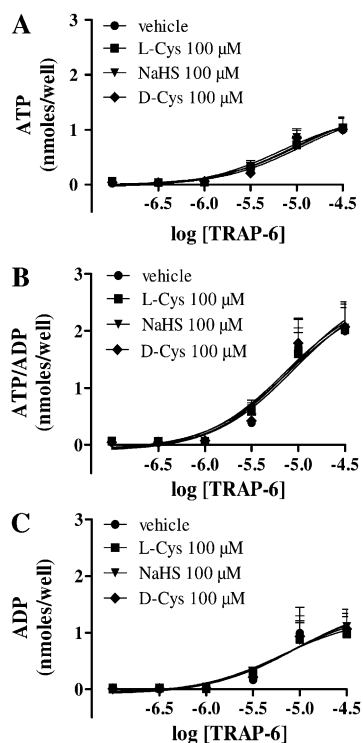 A
vehicle
L-Cys 100 µM
NaHS 100 µM
D-Cys 100 µM
ATP
(nmoles/well)
3
2
1
0
-6.5 -6.0 -5.5 -5.0 -4.5
log [TRAP-6]
B
vehicle
L-Cys 100 µM
NaHS 100 µM
D-Cys 100 µM
ATP/ADP
(nmoles/well)
3
2
1
0
-6.5 -6.0 -5.5 -5.0 -4.5
log [TRAP-6]
C
vehicle
L-Cys 100 µM
NaHS 100 µM
D-Cys 100 µM
ADP
(nmoles/well)
3
2
1
0
-6.5 -6.0 -5.5 -5.0 -4.5
log [TRAP-6]